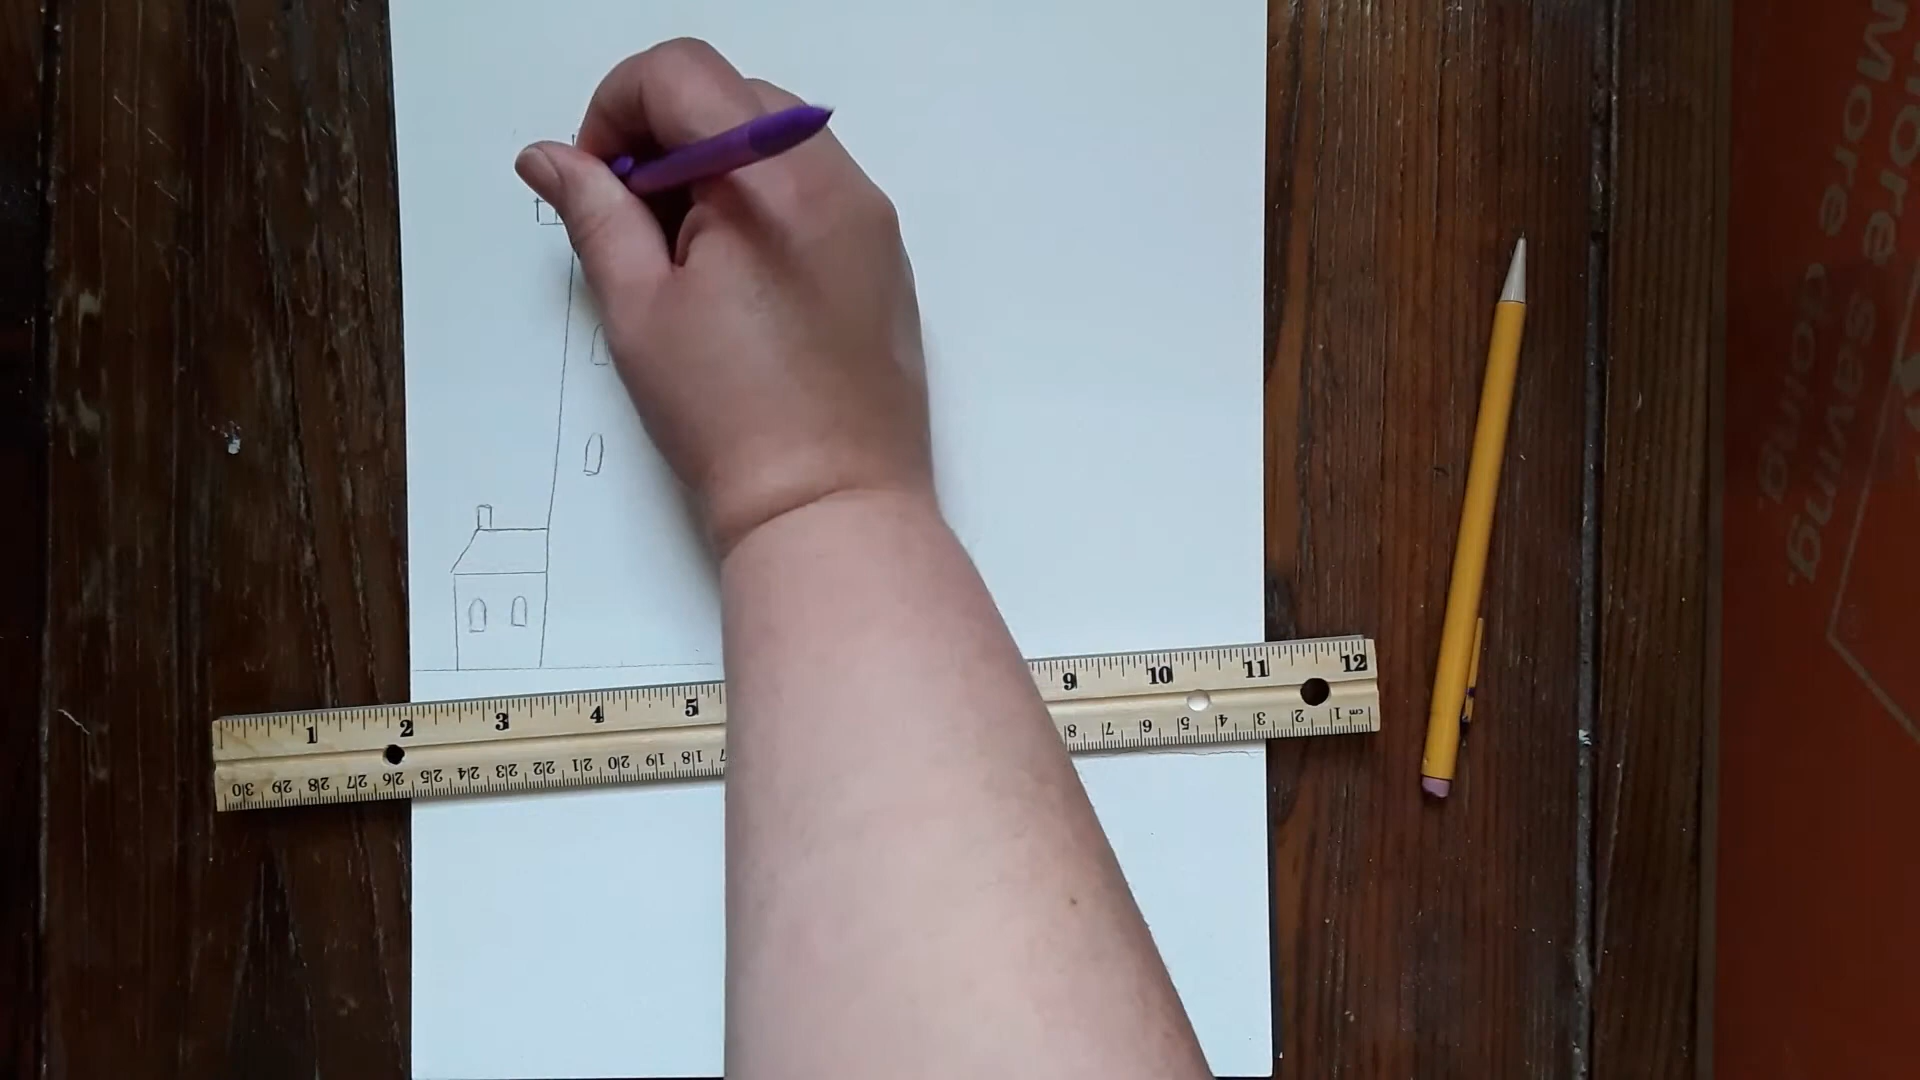 1 2 3 4 5 9 10 11 12
30 29 28 27 26 25 24 23 22 21 20 19 18 8 7 6 5 4 3 2 1 cm
More saving.
More doing.